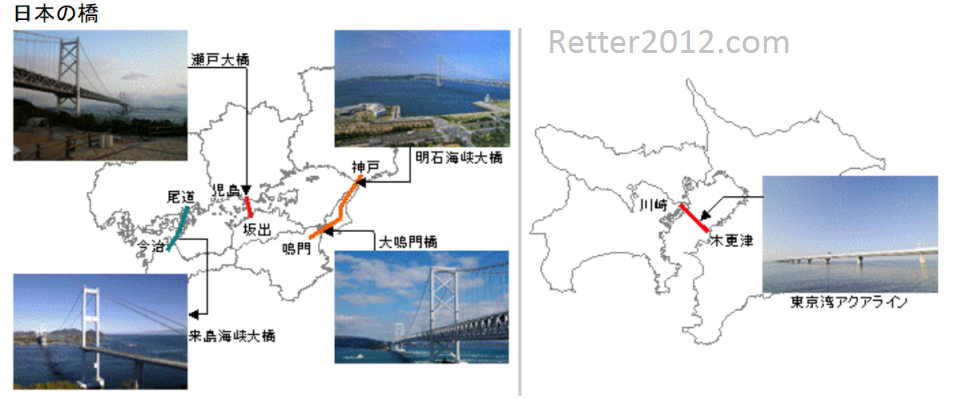 日本の橋
Retter2012.com
瀬戸大橋
明石海峡大橋
神戸
尾道
児島
坂出
今治
鳴門
大鳴門橋
来島海峡大橋
川崎
木更津
東京湾アクアライン